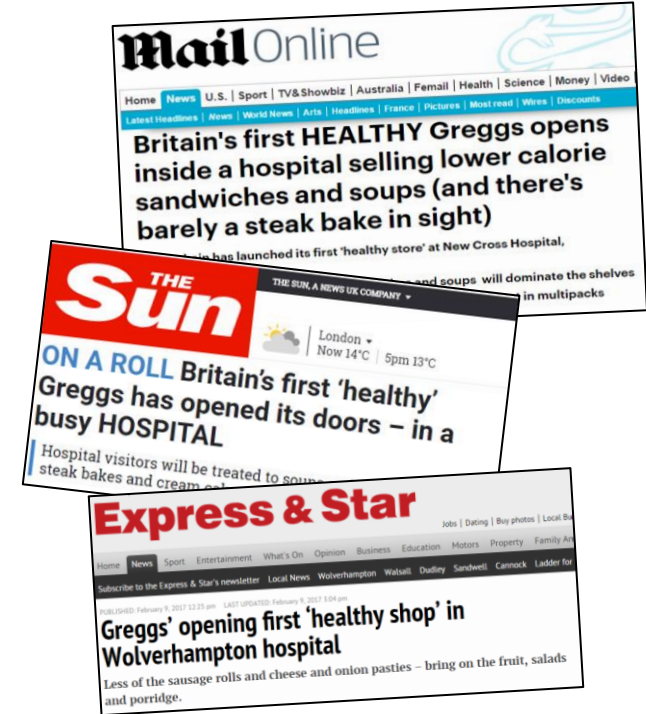 Mail Online
Home | News | U.S. | Sport | TV&Showbiz | Australia | Femail | Health | Science | Money | Video
Latest Headlines | News | World News | Arts | Headlines | France | Pictures | Most read | Wires | Discounts
Britain's first HEALTHY Greggs opens
inside a hospital selling lower calorie
sandwiches and soups (and there's
barely a steak bake in sight)
has launched its first 'healthy store' at New Cross Hospital,
and soups will dominate the shelves
in multipacks
THE
Sun
THE SUN, A NEWS UK COMPANY
London
Now 14°C | 5pm 13°C
ON A ROLL Britain's first 'healthy'
Greggs has opened its doors – in a
busy HOSPITAL
Hospital visitors will be treated to
steak bakes and cream
Express & Star
Jobs | Dating | Buy photos | Local
Home News Sport Entertainment What's On Opinion Business Education Motors Property Family
Subscribe to the Express & Star's newsletter Local News Wolverhampton Walsall Dudley Sandwell Cannock Ladder for
PUBLISHED: February 9, 2017 12:25 pm LAST UPDATED: February 9, 2017 3:04 pm
Greggs' opening first 'healthy shop' in
Wolverhampton hospital
Less of the sausage rolls and cheese and onion pasties – bring on the fruit, salads
and porridge.